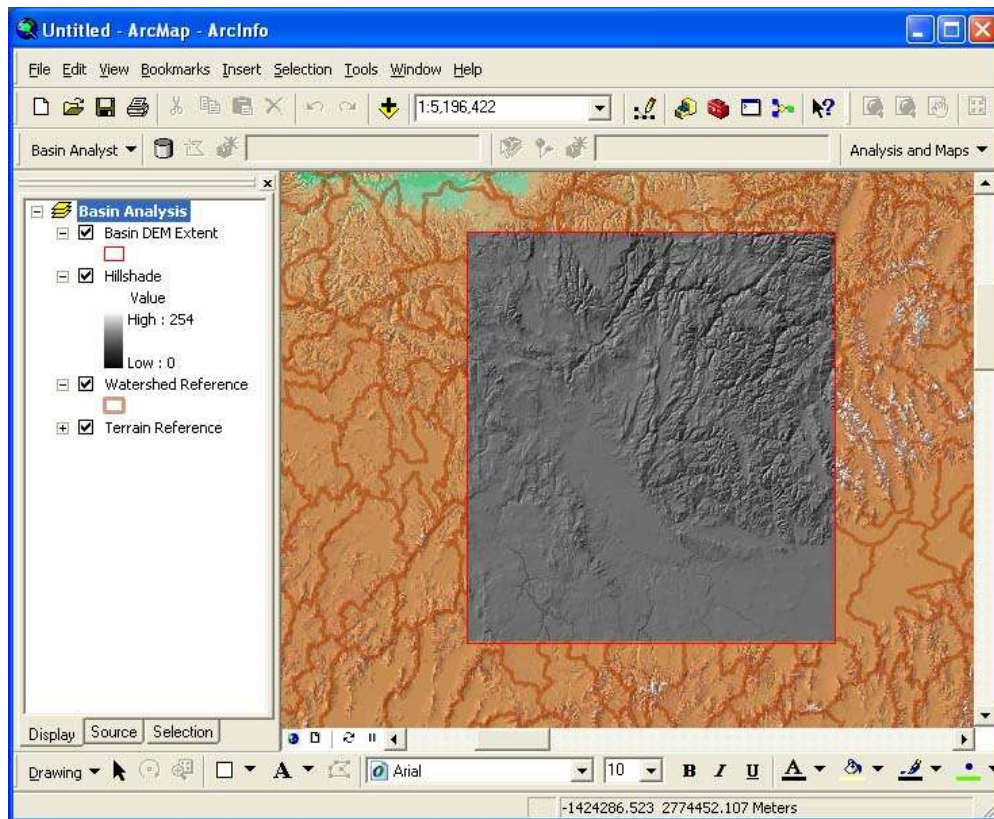 Untitled - ArcMap - ArcInfo
File Edit View Bookmarks Insert Selection Tools Window Help
1:5,196,422
Basin Analyst
Analysis and Maps
Basin Analysis
Basin DEM Extent
Hillshade
Value
High : 254
Low : 0
Watershed Reference
Terrain Reference
Display Source Selection
Drawing A Arial 10 B I U A
-1424286.523 2774452.107 Meters